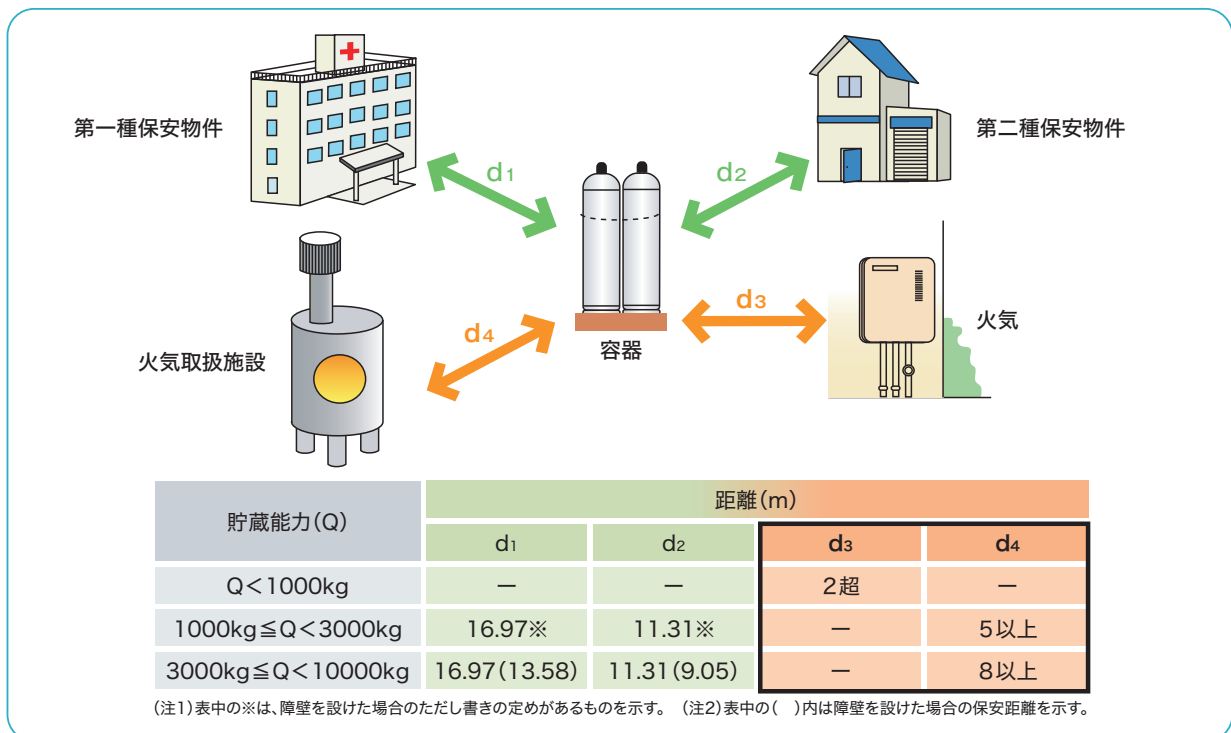 第一種保安物件
d1
d2
第二種保安物件
火気取扱施設
d4
容器
d3
火気
貯蔵能力(Q) 距離(m)
d1 d2 d3 d4
Q<1000kg ー ー 2超 ー
1000kg≦Q<3000kg 16.97※ 11.31※ ー 5以上
3000kg≦Q<10000kg 16.97(13.58) 11.31(9.05) ー 8以上
(注1)表中の※は、障壁を設けた場合のただし書きの定めがあるものを示す。 (注2)表中の( )内は障壁を設けた場合の保安距離を示す。